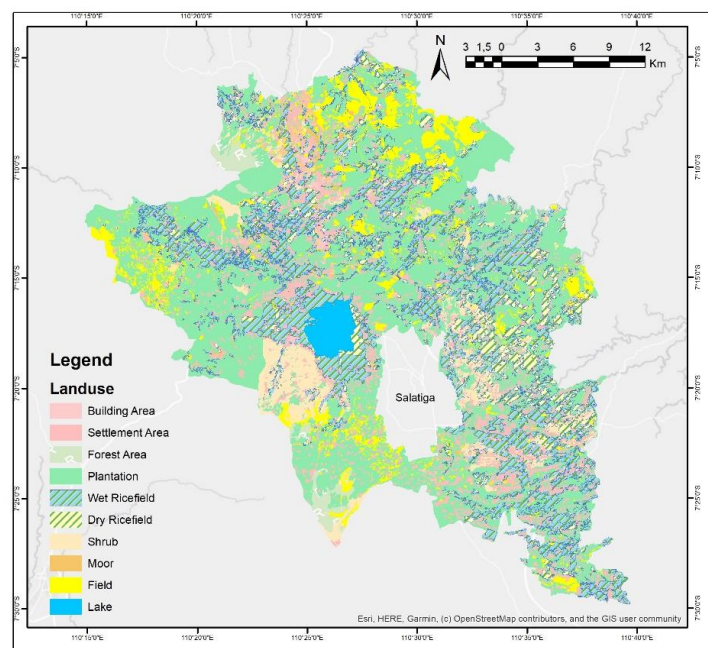 110°15'0"E 110°20'0"E 110°25'0"E 110°30'0"E 110°35'0"E 110°40'0"E
N
3 1,5 0 3 6 9 12
Km
7°5'0"S 7°5'0"S
7°10'0"S 7°10'0"S
7°15'0"S 7°15'0"S
7°20'0"S 7°20'0"S
7°25'0"S 7°25'0"S
7°30'0"S 7°30'0"S
Salatiga
Legend
Landuse
Building Area
Settlement Area
Forest Area
Plantation
Wet Ricefield
Dry Ricefield
Shrub
Moor
Field
Lake
Esri, HERE, Garmin, (c) OpenStreetMap contributors, and the GIS user community
110°15'0"E 110°20'0"E 110°25'0"E 110°30'0"E 110°35'0"E 110°40'0"E